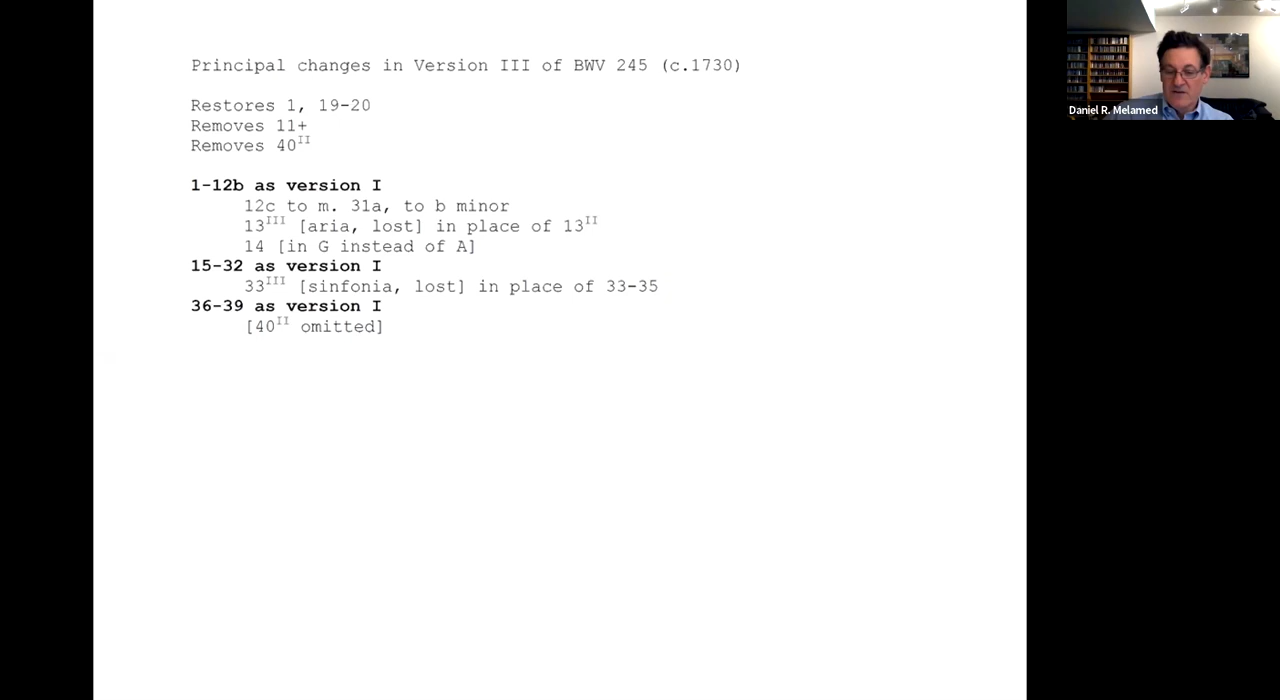 Principal changes in Version III of BWV 245 (c.1730)
Restores 1, 19-20
Removes 11+
Removes 40II
1-12b as version I
12c to m. 31a, to b minor
13III [aria, lost] in place of 13II
14 [in G instead of A]
15-32 as version I
33III [sinfonia, lost] in place of 33-35
36-39 as version I
[40II omitted]
Daniel R. Melamed